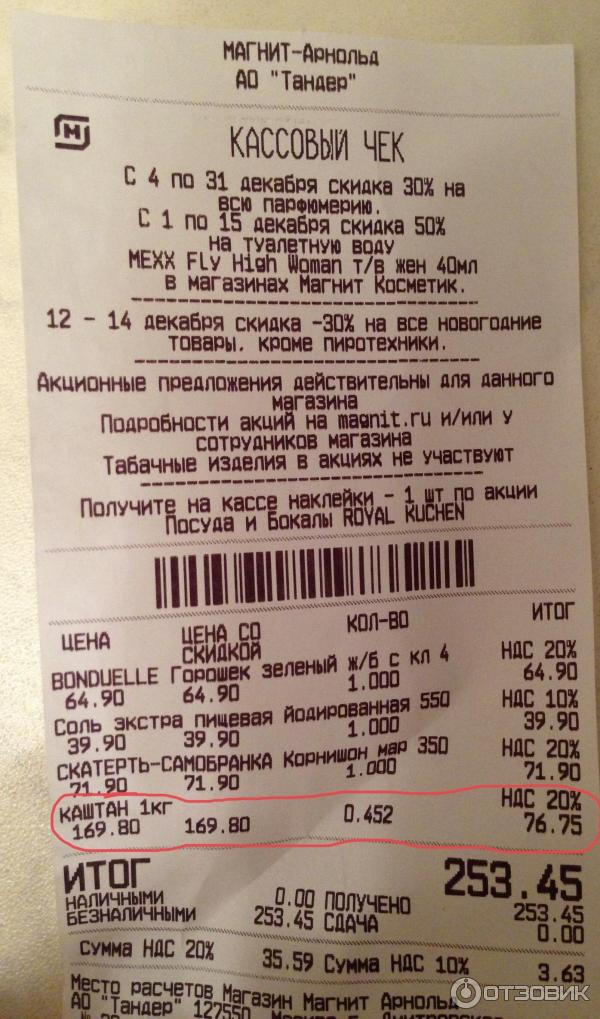 МАГНИТ-Арнольд
АО "Тандер"
М
КАССОВЫЙ ЧЕК
С 4 по 31 декабря скидка 30% на
всю парфюмерию.
С 1 по 15 декабря скидка 50%
на туалетную воду
MEXX Fly High Woman т/в жен 40мл
в магазинах Магнит Косметик.
12 - 14 декабря скидка -30% на все новогодние
товары, кроме пиротехники.
Акционные предложения действительны для данного
магазина
Подробности акций на magnit.ru и/или у
сотрудников магазина
Табачные изделия в акциях не участвуют
Получите на кассе наклейки - 1 шт по акции
Посуда и Бокалы ROYAL KUCHEN
ЦЕНА ЦЕНА СО СКИДКОЙ КОЛ-ВО ИТОГ
BONDUELLE Горошек зеленый ж/б с кл 4 НДС 20%
64.90 64.90 1.000 64.90
Соль экстра пищевая йодированная 550 НДС 10%
39.90 39.90 1.000 39.90
СКАТЕРТЬ-САМОБРАНКА Корнишон мар 350 НДС 20%
71.90 71.90 1.000 71.90
КАШТАН 1кг НДС 20%
169.80 169.80 0.452 76.75
ИТОГ 253.45
НАЛИЧНЫМИ 0.00 ПОЛУЧЕНО 253.45
БЕЗНАЛИЧНЫМИ 253.45 СДАЧА 0.00
Сумма НДС 20% 35.59 Сумма НДС 10% 3.63
Место расчетов Магазин Магнит Арнольд
АО "Тандер" 127550
ОТЗОВИК